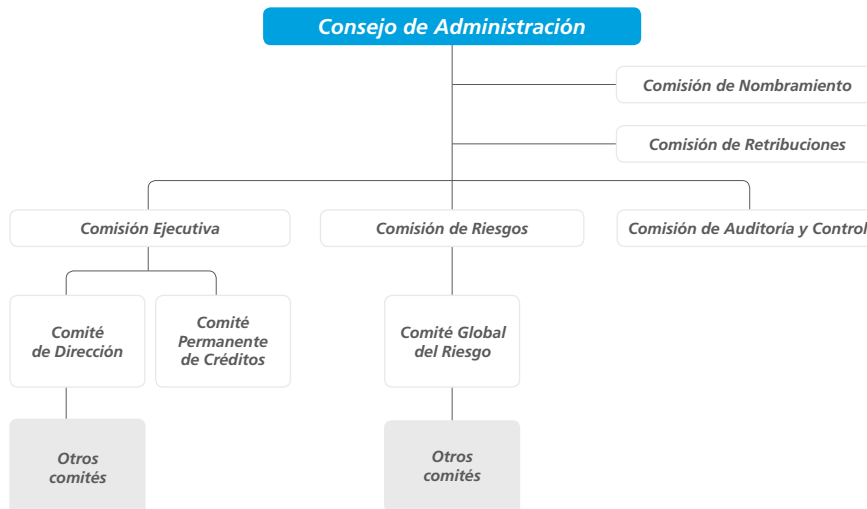 Consejo de Administración
Comisión de Nombramiento
Comisión de Retribuciones
Comisión Ejecutiva
Comisión de Riesgos
Comisión de Auditoría y Control
Comité
de Dirección
Comité
Permanente
de Créditos
Comité Global
del Riesgo
Otros
comités
Otros
comités